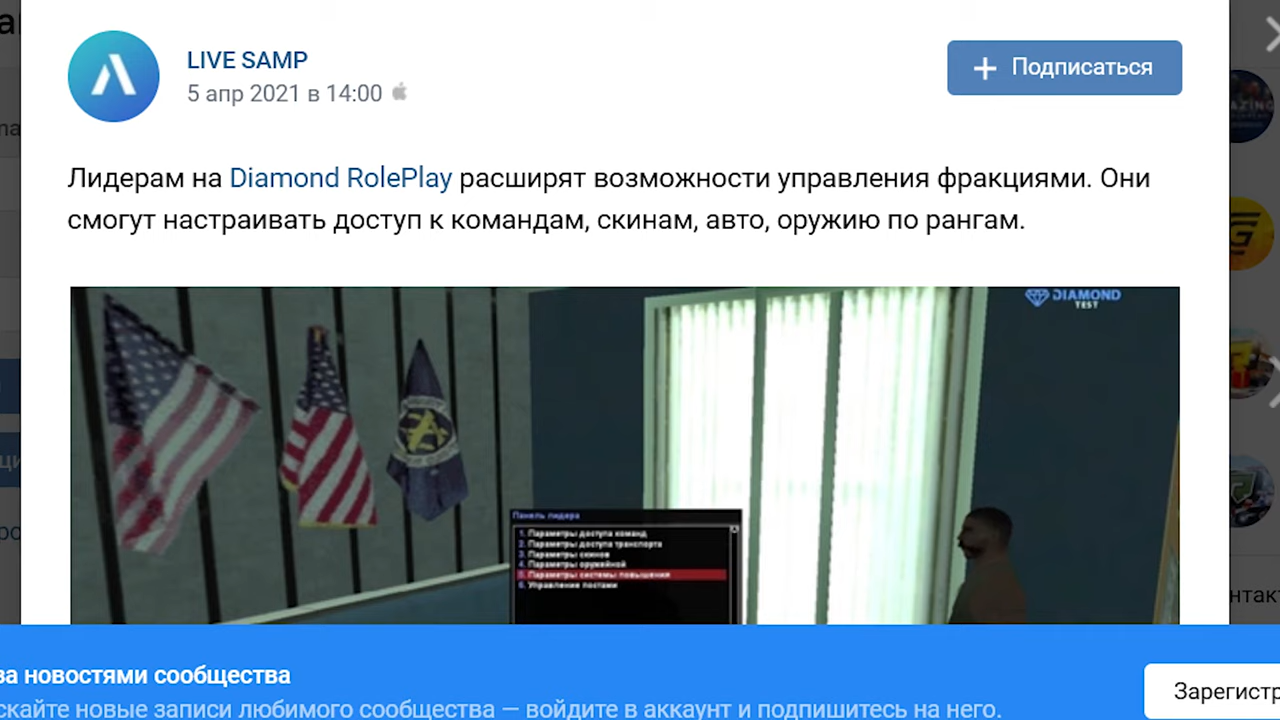 LIVE SAMP
5 апр 2021 в 14:00
Подписаться
Лидерам на Diamond RolePlay расширят возможности управления фракциями. Они
смогут настраивать доступ к командам, скинам, авто, оружию по рангам.
DIAMOND
TEST
Панель лидера
1. Параметры доступа команд
2. Параметры доступа транспорта
3. Параметры скинов
4. Параметры оружейной
5. Параметры системы повышения
6. Управление постами
за новостями сообщества
скайте новые записи любимого сообщества — войдите в аккаунт и подпишитесь на него.
Зарегистр